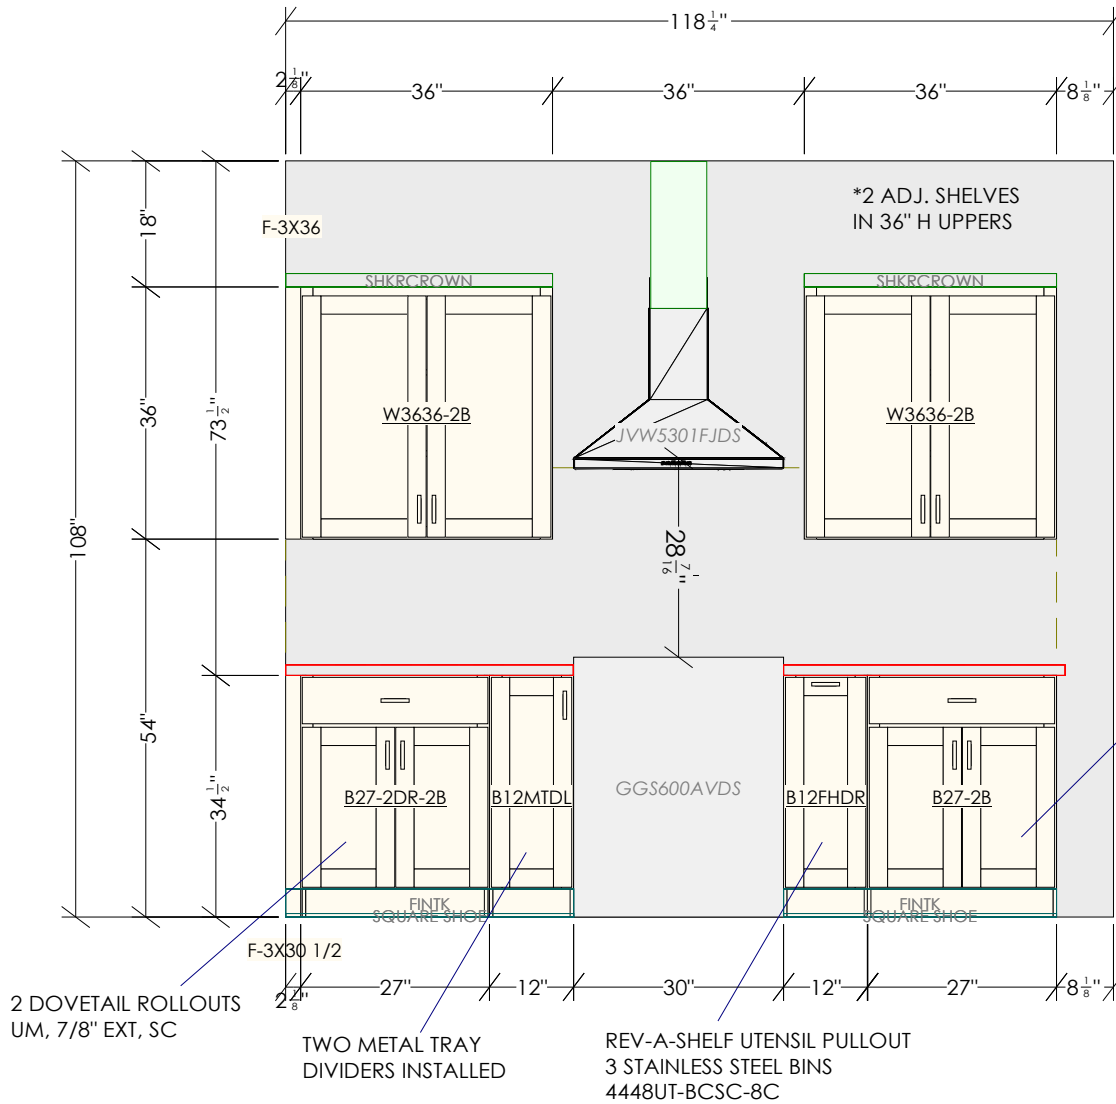 118 1/4"
2 1/8"
36"
36"
36"
8 1/8"
*2 ADJ. SHELVES
IN 36" H UPPERS
18"
F-3X36
SHKRCROWN
SHKRCROWN
36"
73 1/2"
W3636-2B
JVW5301FJDS
W3636-2B
108"
28 7/16"
54"
34 1/2"
B27-2DR-2B
B12MTDL
GGS600AVDS
B12FHDR
B27-2B
FINTK
SQUARE SHOE
FINTK
SQUARE SHOE
F-3X30 1/2
2 1/8"
27"
12"
30"
12"
27"
8 1/8"
2 DOVETAIL ROLLOUTS
UM, 7/8" EXT, SC
TWO METAL TRAY
DIVIDERS INSTALLED
REV-A-SHELF UTENSIL PULLOUT
3 STAINLESS STEEL BINS
4448UT-BCSC-8C